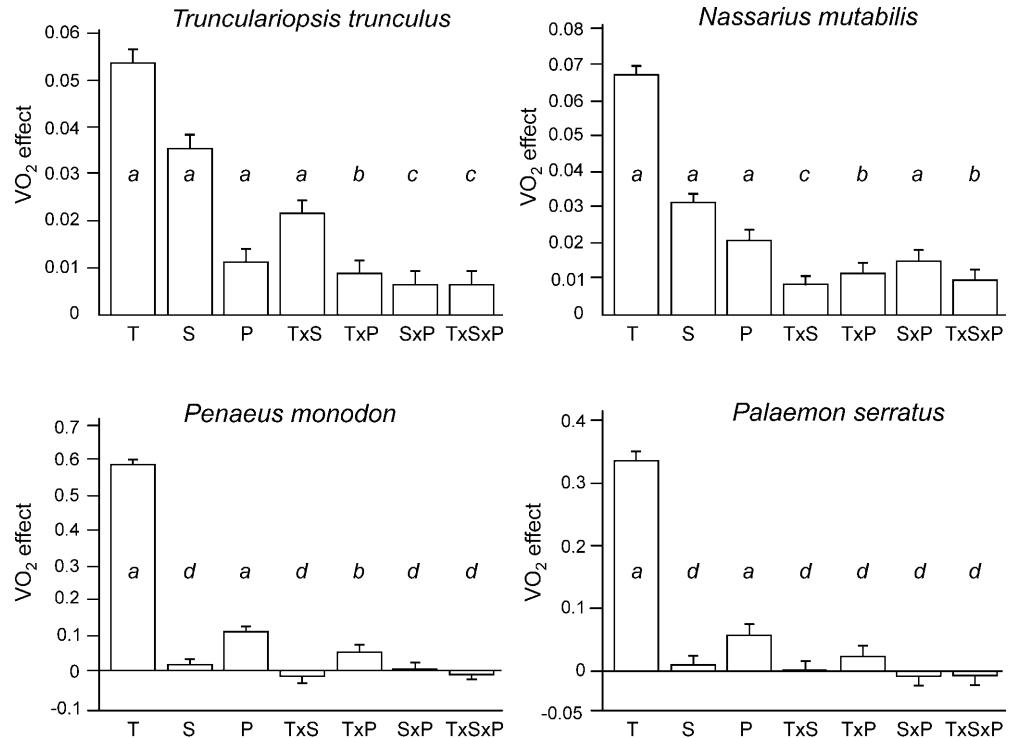 Trunculariopsis trunculus
VO2 effect
0.06
0.05
0.04
0.03
0.02
0.01
0
a a a a b c c
T S P TxS TxP SxP TxSxP
Nassarius mutabilis
VO2 effect
0.08
0.07
0.06
0.05
0.04
0.03
0.02
0.01
0
a a a c b a b
T S P TxS TxP SxP TxSxP
Penaeus monodon
VO2 effect
0.7
0.6
0.5
0.4
0.3
0.2
0.1
0
-0.1
a d a d b d d
T S P TxS TxP SxP TxSxP
Palaemon serratus
VO2 effect
0.4
0.3
0.2
0.1
0
-0.05
a d a d d d d
T S P TxS TxP SxP TxSxP